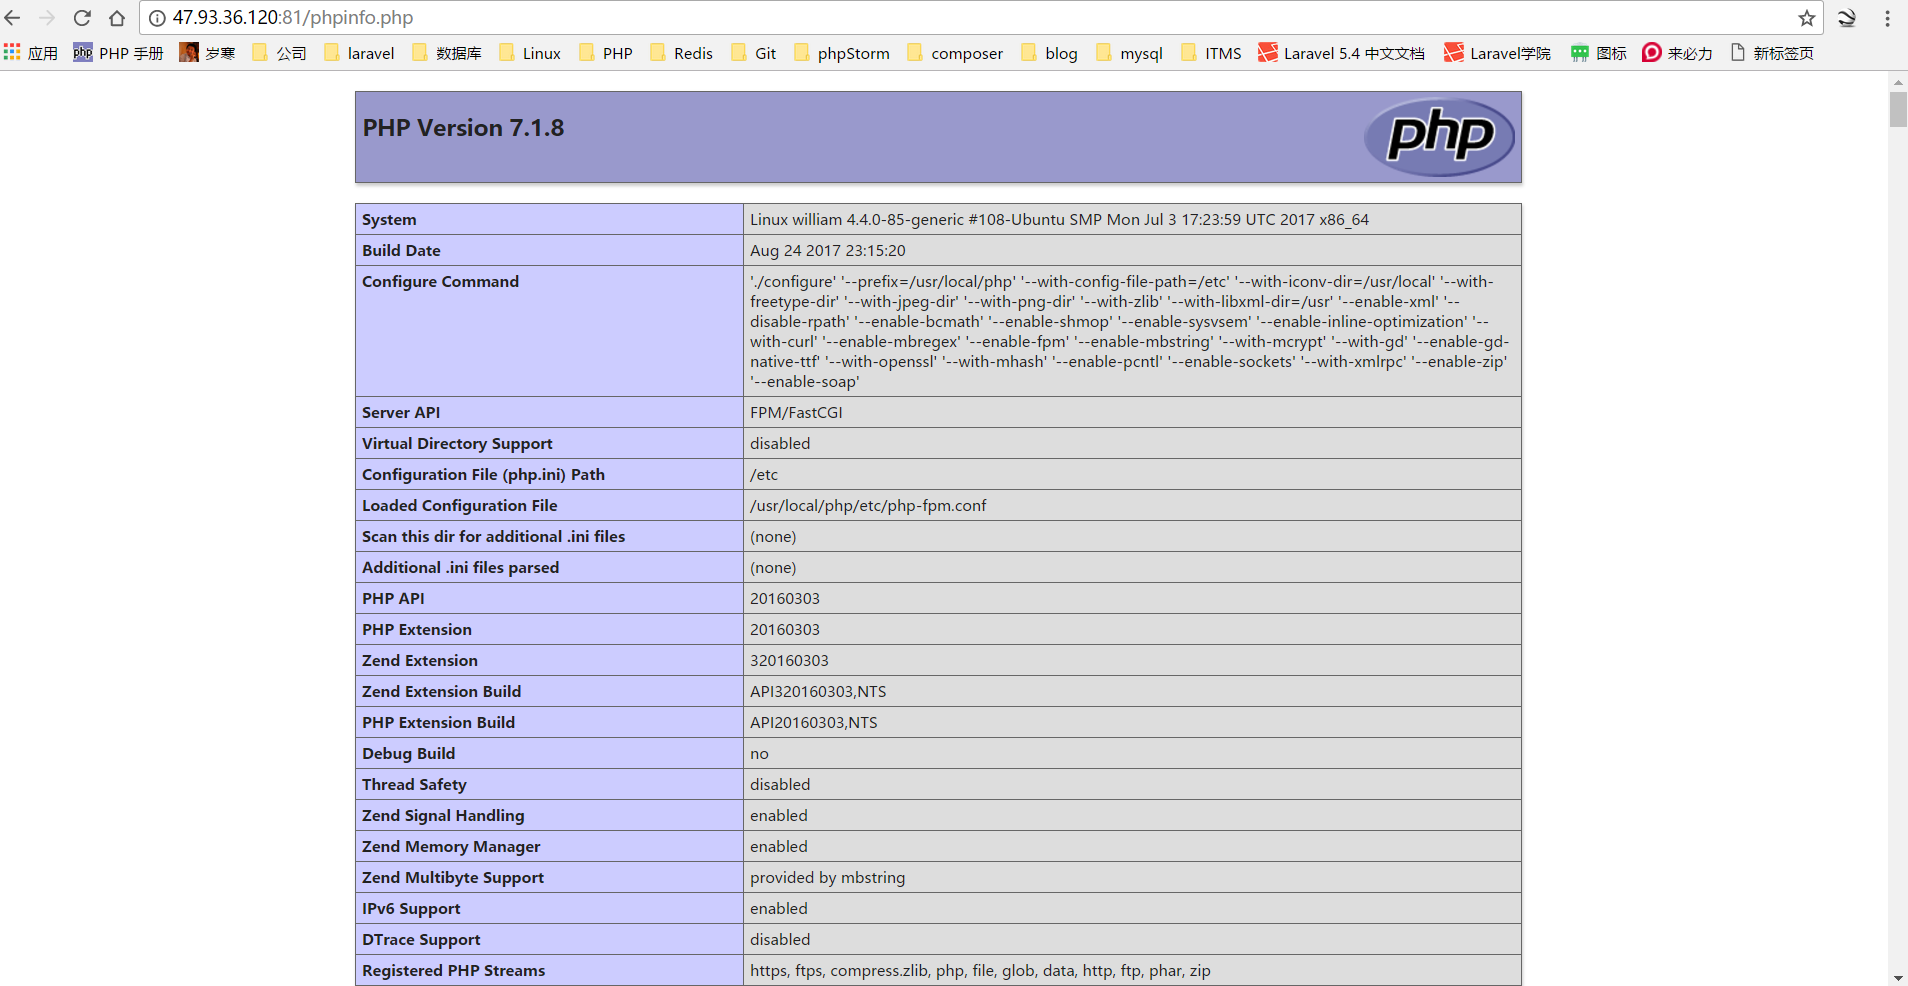 47.93.36.120:81/phpinfo.php
应用 php PHP 手册 岁寒 公司 laravel 数据库 Linux PHP Redis Git phpStorm composer blog mysql ITMS Laravel 5.4 中文文档 Laravel学院 图标 来必力 新标签页
PHP Version 7.1.8 php
System Linux william 4.4.0-85-generic #108-Ubuntu SMP Mon Jul 3 17:23:59 UTC 2017 x86_64
Build Date Aug 24 2017 23:15:20
Configure Command './configure' '--prefix=/usr/local/php' '--with-config-file-path=/etc' '--with-iconv-dir=/usr/local' '--with-
freetype-dir' '--with-jpeg-dir' '--with-png-dir' '--with-zlib' '--with-libxml-dir=/usr' '--enable-xml' '--
disable-rpath' '--enable-bcmath' '--enable-shmop' '--enable-sysvsem' '--enable-inline-optimization' '--
with-curl' '--enable-mbregex' '--enable-fpm' '--enable-mbstring' '--with-mcrypt' '--with-gd' '--enable-gd-
native-ttf' '--with-openssl' '--with-mhash' '--enable-pcntl' '--enable-sockets' '--with-xmlrpc' '--enable-zip'
'--enable-soap'
Server API FPM/FastCGI
Virtual Directory Support disabled
Configuration File (php.ini) Path /etc
Loaded Configuration File /usr/local/php/etc/php-fpm.conf
Scan this dir for additional .ini files (none)
Additional .ini files parsed (none)
PHP API 20160303
PHP Extension 20160303
Zend Extension 320160303
Zend Extension Build API320160303,NTS
PHP Extension Build API20160303,NTS
Debug Build no
Thread Safety disabled
Zend Signal Handling enabled
Zend Memory Manager enabled
Zend Multibyte Support provided by mbstring
IPv6 Support enabled
DTrace Support disabled
Registered PHP Streams https, ftps, compress.zlib, php, file, glob, data, http, ftp, phar, zip